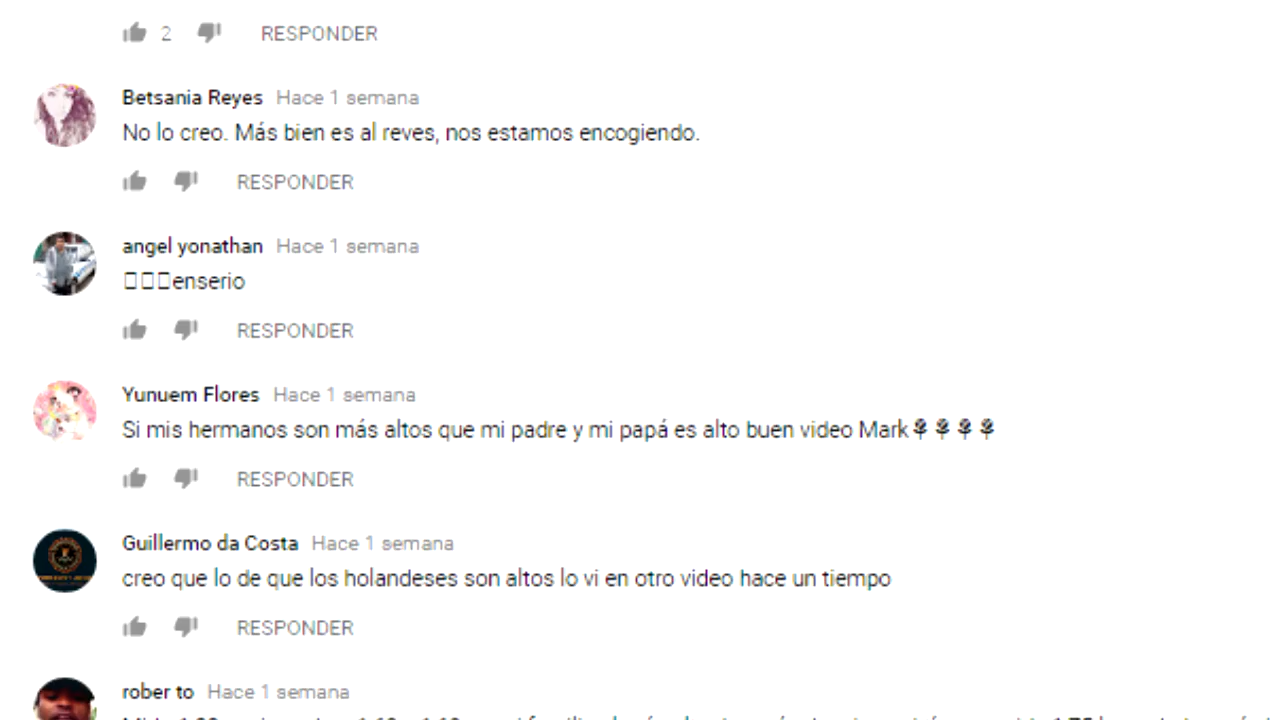 2 RESPONDER
Betsania Reyes Hace 1 semana
No lo creo. Más bien es al reves, nos estamos encogiendo.
RESPONDER
angel yonathan Hace 1 semana
enserio
RESPONDER
Yunuem Flores Hace 1 semana
Si mis hermanos son más altos que mi padre y mi papá es alto buen video Mark⚘⚘⚘⚘
RESPONDER
Guillermo da Costa Hace 1 semana
creo que lo de que los holandeses son altos lo vi en otro video hace un tiempo
RESPONDER
rober to Hace 1 semana